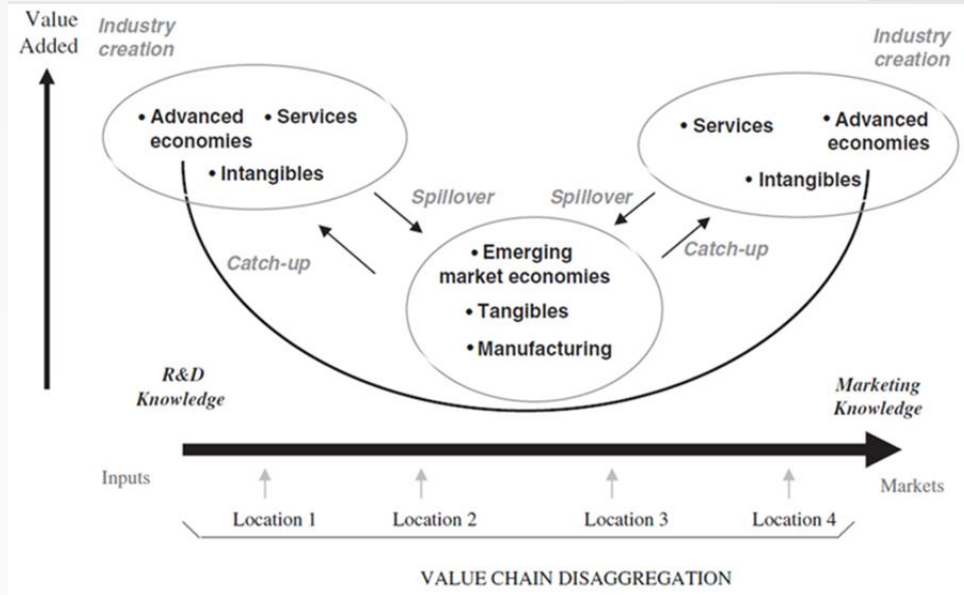 Value
Added
Industry
creation
Industry
creation
• Advanced
economies
• Services
• Intangibles
• Services
• Advanced
economies
• Intangibles
Spillover
Spillover
Catch-up
Catch-up
• Emerging
market economies
• Tangibles
• Manufacturing
R&D
Knowledge
Marketing
Knowledge
Inputs
Markets
Location 1
Location 2
Location 3
Location 4
VALUE CHAIN DISAGGREGATION